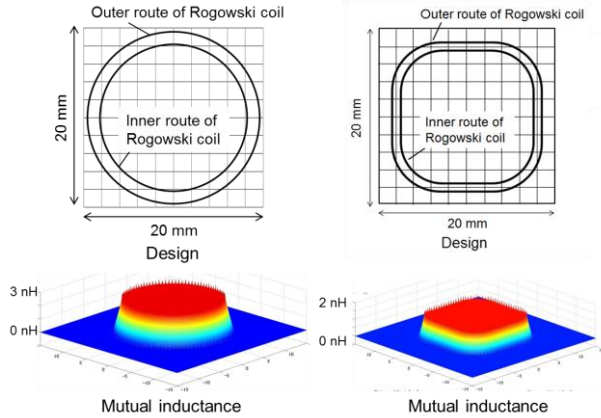 Outer route of Rogowski coil
20 mm
Inner route of
Rogowski coil
20 mm
Design
3 nH
0 nH
Mutual inductance
Outer route of Rogowski coil
20 mm
Inner route of
Rogowski coil
20 mm
Design
2 nH
0 nH
Mutual inductance